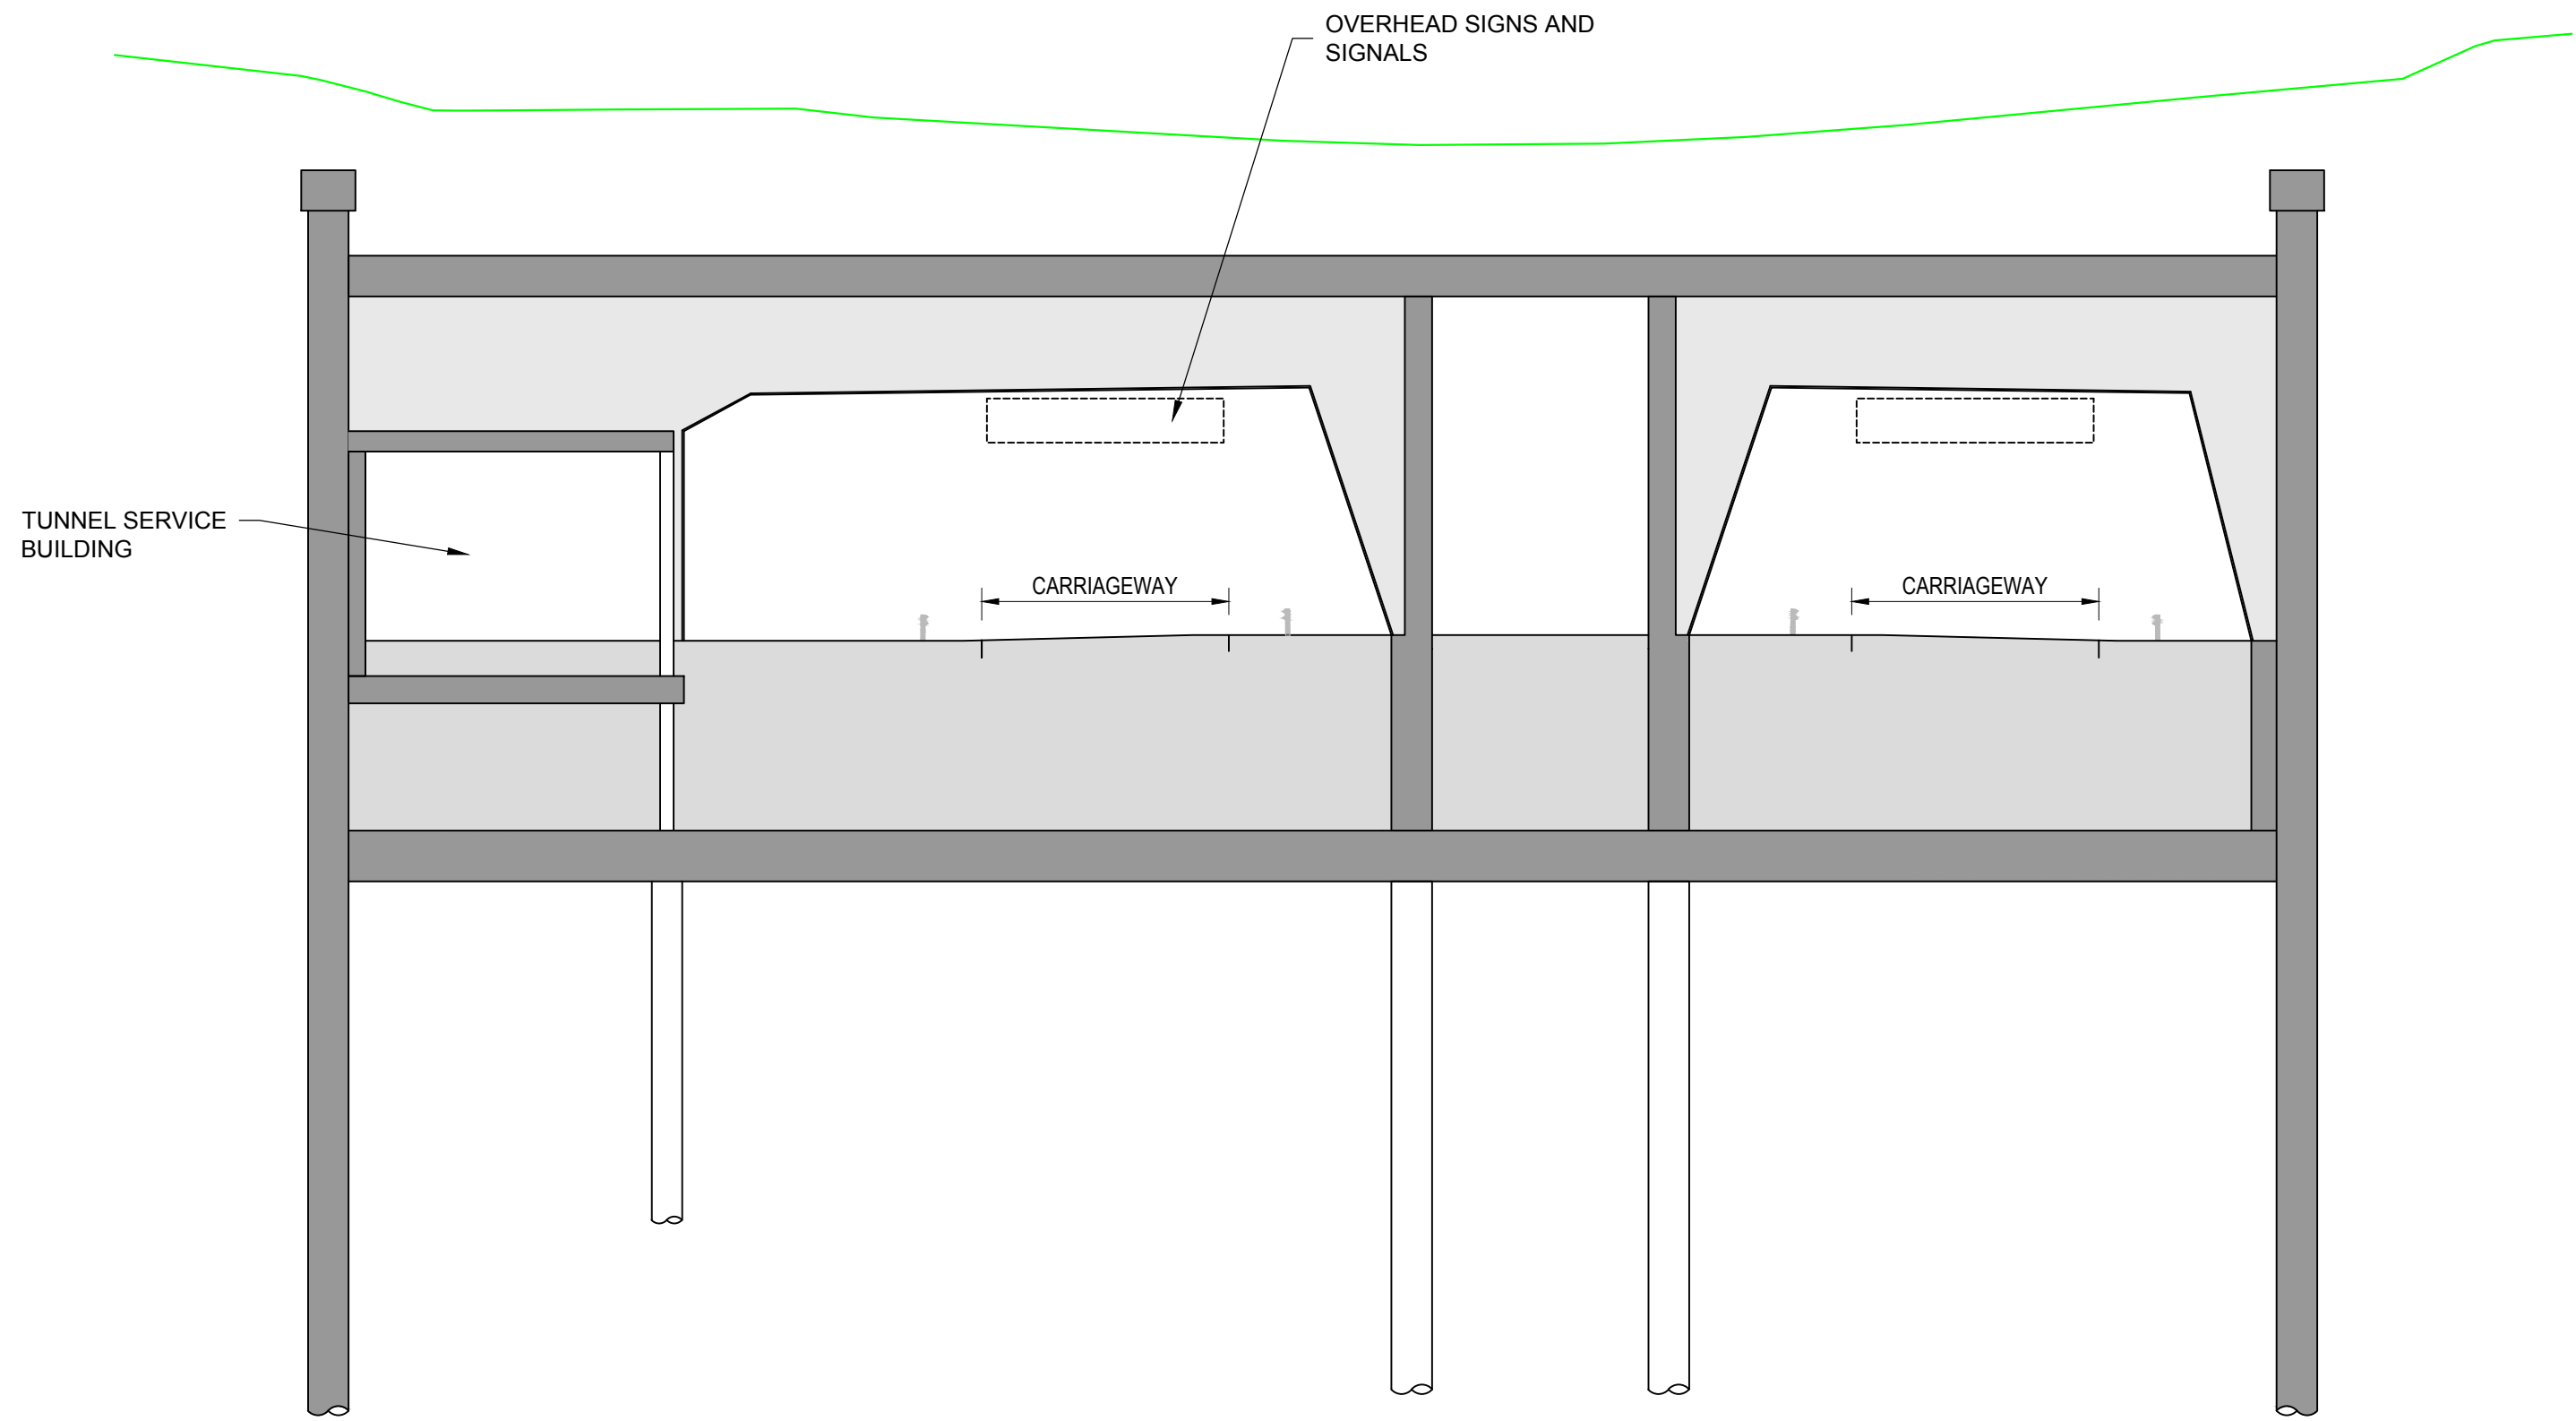 OVERHEAD SIGNS AND
SIGNALS
TUNNEL SERVICE
BUILDING
CARRIAGEWAY
CARRIAGEWAY